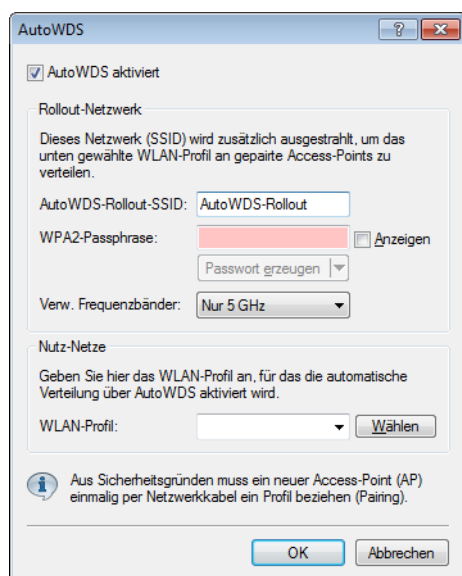 AutoWDS
AutoWDS aktiviert
Rollout-Netzwerk
Dieses Netzwerk (SSID) wird zusätzlich ausgestrahlt, um das
unten gewählte WLAN-Profil an gepairte Access-Points zu
verteilen.
AutoWDS-Rollout-SSID: AutoWDS-Rollout
WPA2-Passphrase: Anzeigen
Passwort erzeugen
Verw. Frequenzbänder: Nur 5 GHz
Nutz-Netze
Geben Sie hier das WLAN-Profil an, für das die automatische
Verteilung über AutoWDS aktiviert wird.
WLAN-Profil: Wählen
Aus Sicherheitsgründen muss ein neuer Access-Point (AP)
einmalig per Netzwerkkabel ein Profil beziehen (Pairing).
OK Abbrechen